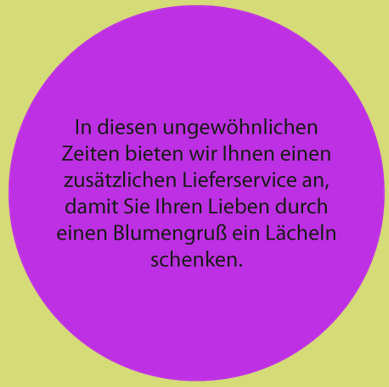 In diesen ungewöhnlichen
Zeiten bieten wir Ihnen einen
zusätzlichen Lieferservice an,
damit Sie Ihren Lieben durch
einen Blumengruß ein Lächeln
schenken.